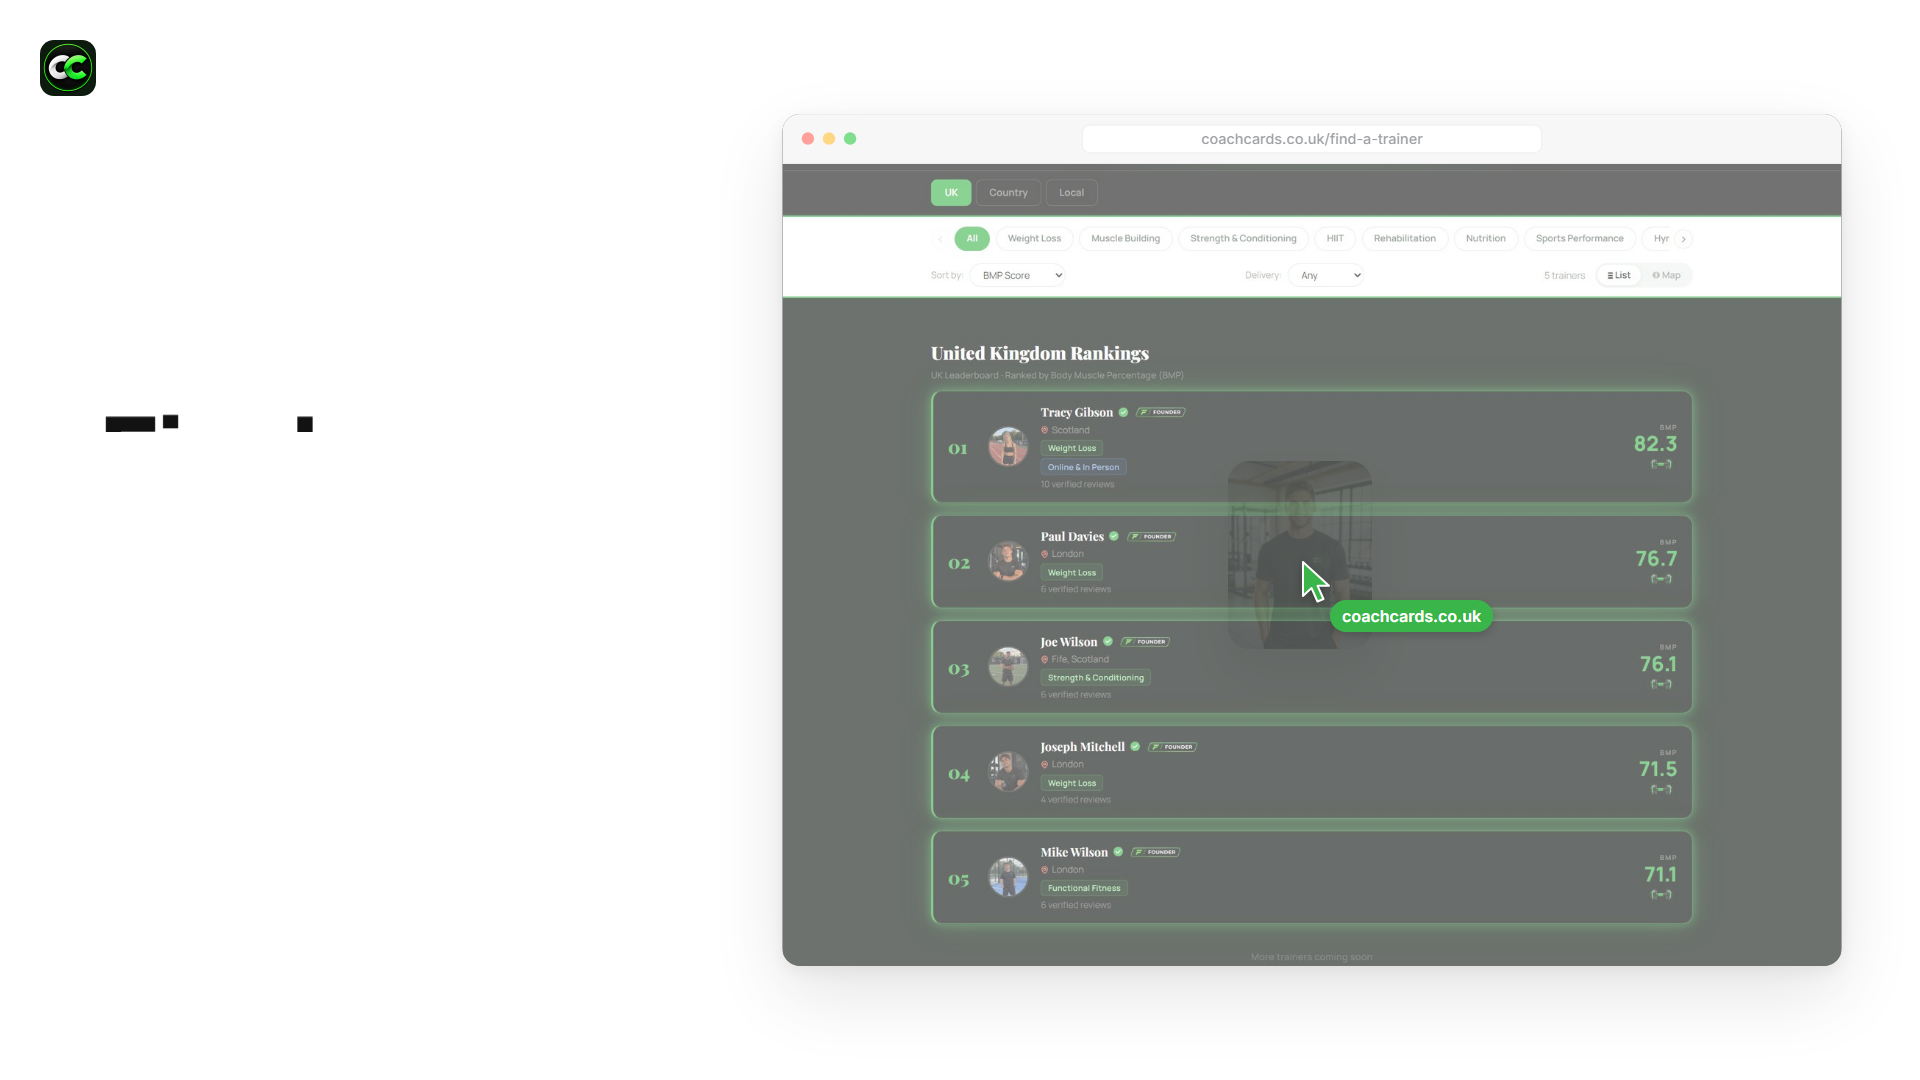 CC
coachcards.co.uk/find-a-trainer
UK Country Local
All Weight Loss Muscle Building Strength & Conditioning HIIT Rehabilitation Nutrition Sports Performance Hyr
Sort by: BMP Score Delivery: Any 5 trainers List Map
United Kingdom Rankings
UK Leaderboard · Ranked by Body Muscle Percentage (BMP)
01
Tracy Gibson FOUNDER
Scotland
Weight Loss
Online & In Person
10 verified reviews
BMP
82.3
02
Paul Davies FOUNDER
London
Weight Loss
6 verified reviews
BMP
76.7
coachcards.co.uk
03
Joe Wilson FOUNDER
Fife, Scotland
Strength & Conditioning
6 verified reviews
BMP
76.1
04
Joseph Mitchell FOUNDER
London
Weight Loss
4 verified reviews
BMP
71.5
05
Mike Wilson FOUNDER
London
Functional Fitness
6 verified reviews
BMP
71.1
More trainers coming soon